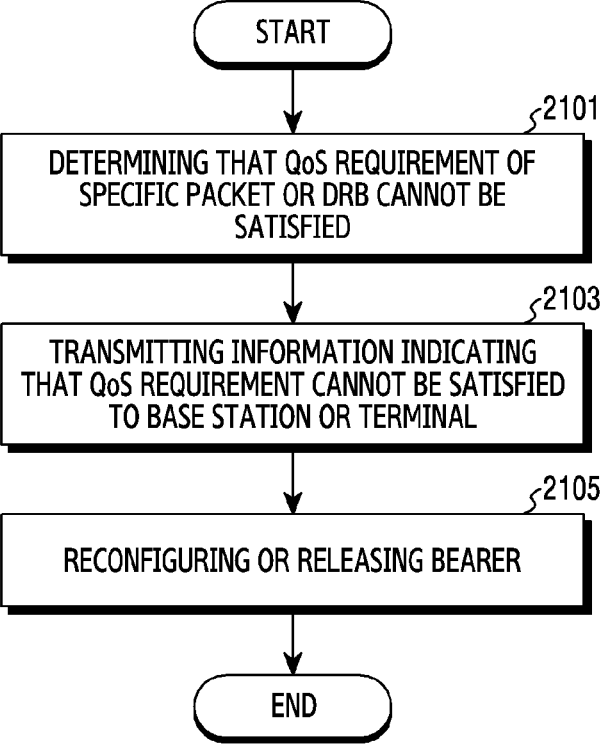 START
2101
DETERMINING THAT QoS REQUIREMENT OF
SPECIFIC PACKET OR DRB CANNOT BE
SATISFIED
2103
TRANSMITTING INFORMATION INDICATING
THAT QoS REQUIREMENT CANNOT BE SATISFIED
TO BASE STATION OR TERMINAL
2105
RECONFIGURING OR RELEASING BEARER
END